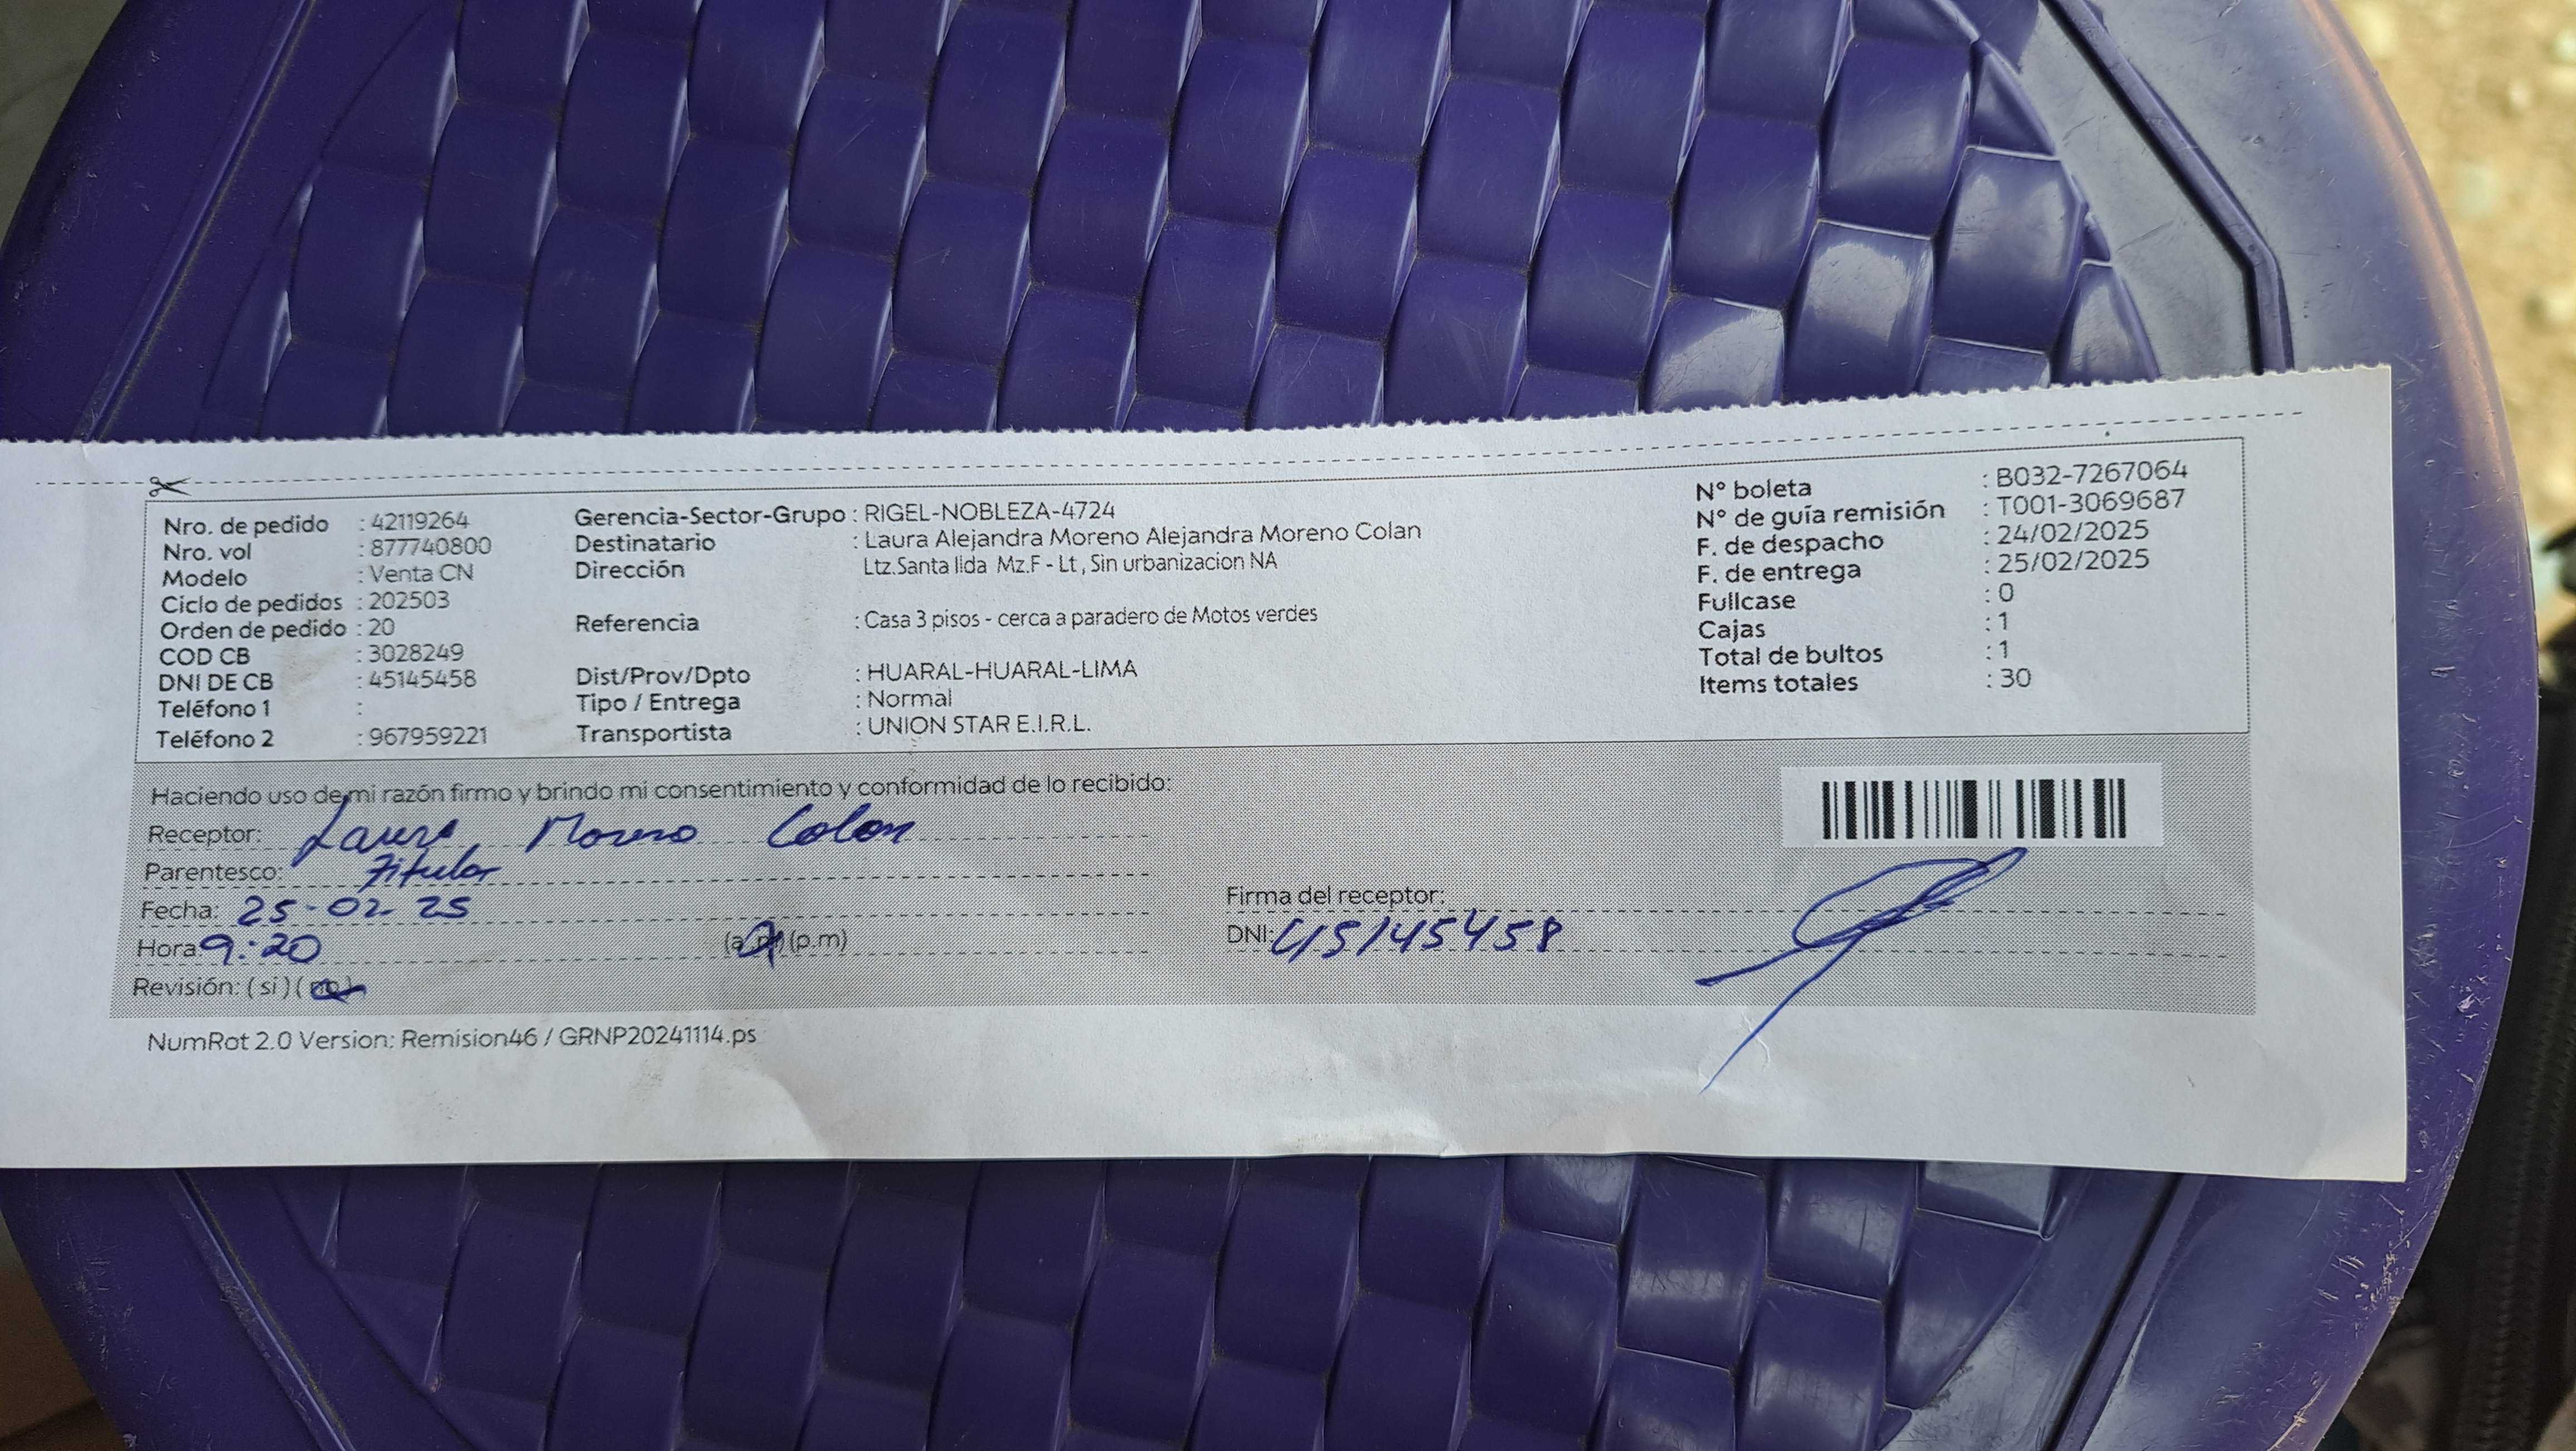 Nro. de pedido : 42119264
Nro. vol : 877740800
Modelo : Venta CN
Ciclo de pedidos : 202503
Orden de pedido : 20
COD CB : 3028249
DNI DE CB : 45145458
Teléfono 1 :
Teléfono 2 : 967959221
Gerencia-Sector-Grupo : RIGEL-NOBLEZA-4724
Destinatario : Laura Alejandra Moreno Alejandra Moreno Colan
Dirección Ltz.Santa lida Mz.F - Lt , Sin urbanizacion NA
Referencia : Casa 3 pisos - cerca a paradero de Motos verdes
Dist/Prov/Dpto : HUARAL-HUARAL-LIMA
Tipo / Entrega : Normal
Transportista : UNION STAR E.I.R.L.
N° boleta : B032-7267064
N° de guía remisión : T001-3069687
F. de despacho : 24/02/2025
F. de entrega : 25/02/2025
Fullcase : 0
Cajas : 1
Total de bultos : 1
Items totales : 30
Haciendo uso de mi razón firmo y brindo mi consentimiento y conformidad de lo recibido:
Receptor: Laura Moreno Colan
Parentesco: Titular
Fecha: 25-02-25
Hora: 9:20 (a.m) (p.m)
Revisión: ( si ) ( no )
Firma del receptor:
DNI: 45145458
NumRot 2.0 Version: Remision46 / GRNP20241114.ps